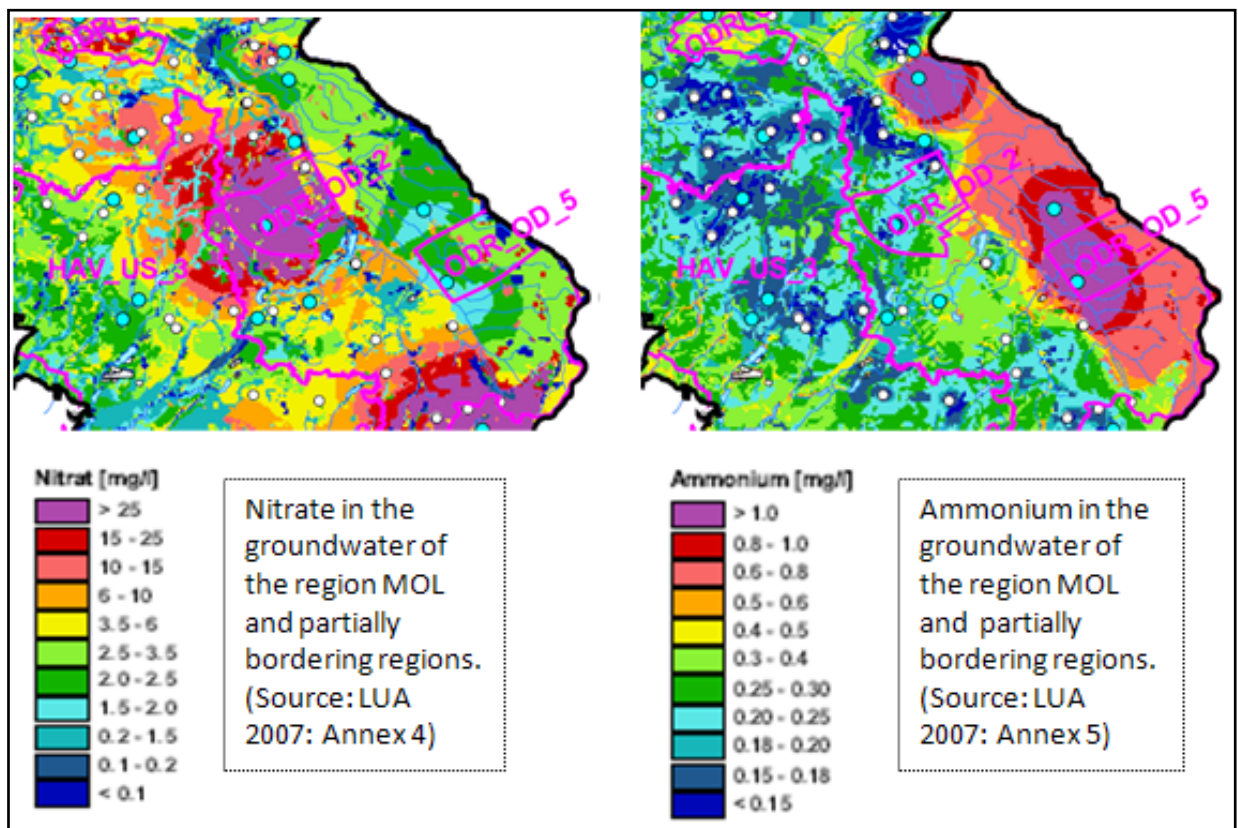 ODR_OD_2
ODR_OD_5
HAV_US_3
ODR_OD_2
ODR_OD_5
HAV_US_3
Nitrat [mg/l]
> 25
15 - 25
10 - 15
6 - 10
3.5 - 6
2.5 - 3.5
2.0 - 2.5
1.5 - 2.0
0.2 - 1.5
0.1 - 0.2
< 0.1
Nitrate in the
groundwater of
the region MOL
and partially
bordering regions.
(Source: LUA
2007: Annex 4)
Ammonium [mg/l]
> 1.0
0.8 - 1.0
0.6 - 0.8
0.5 - 0.6
0.4 - 0.5
0.3 - 0.4
0.25 - 0.30
0.20 - 0.25
0.18 - 0.20
0.15 - 0.18
<0.15
Ammonium in the
groundwater of
the region MOL
and partially
bordering regions.
(Source: LUA
2007: Annex 5)